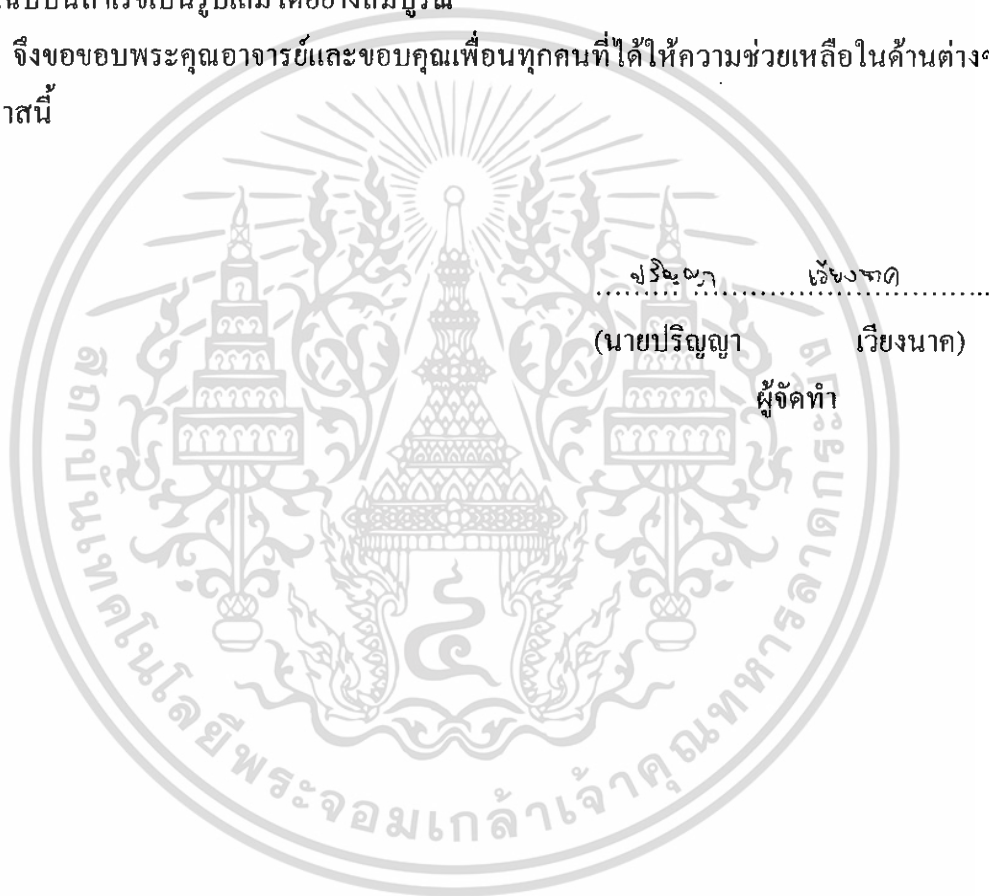 จึงขอขอบพระคุณอาจารย์และขอบคุณเพื่อนทุกคนที่ได้ให้ความช่วยเหลือในด้านต่างๆ
าสนี้
ปริญญา เวียงนาค
(นายปริญญา เวียงนาค)
ผู้จัดทำ
สถาบันเทคโนโลยีพระจอมเกล้าเจ้าคุณทหารลาดกระบัง